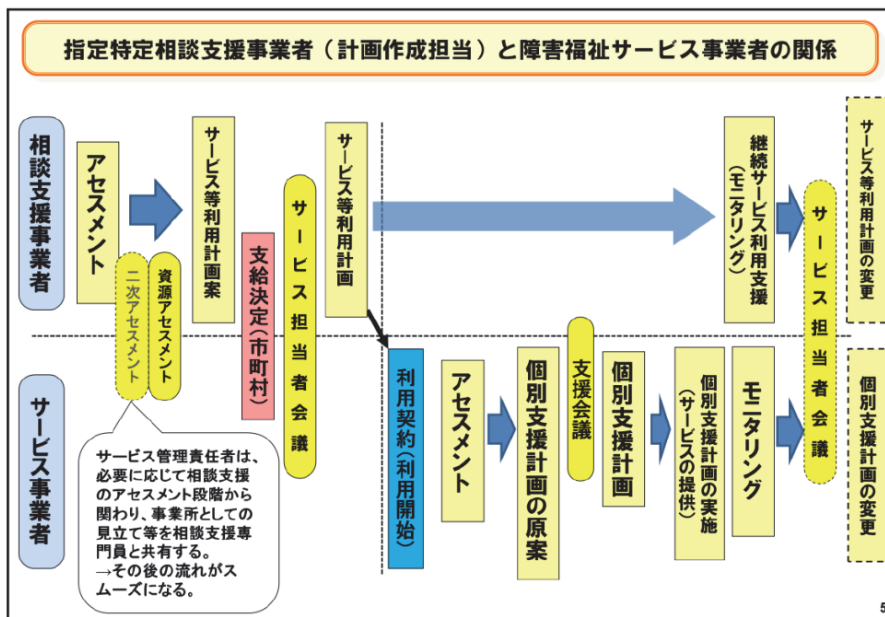 指定特定相談支援事業者（計画作成担当）と障害福祉サービス事業者の関係
相談支援事業者
アセスメント
二次アセスメント
資源アセスメント
サービス等利用計画案
支給決定(市町村)
サービス担当者会議
サービス等利用計画
継続サービス利用支援
(モニタリング)
サービス担当者会議
サービス等利用計画の変更
サービス事業者
サービス管理責任者は、
必要に応じて相談支援
のアセスメント段階から
関わり、事業所としての
見立て等を相談支援専
門員と共有する。
→その後の流れがス
ムーズになる。
利用契約(利用開始)
アセスメント
個別支援計画の原案
支援会議
個別支援計画
個別支援計画の実施
(サービスの提供)
モニタリング
個別支援計画の変更
5